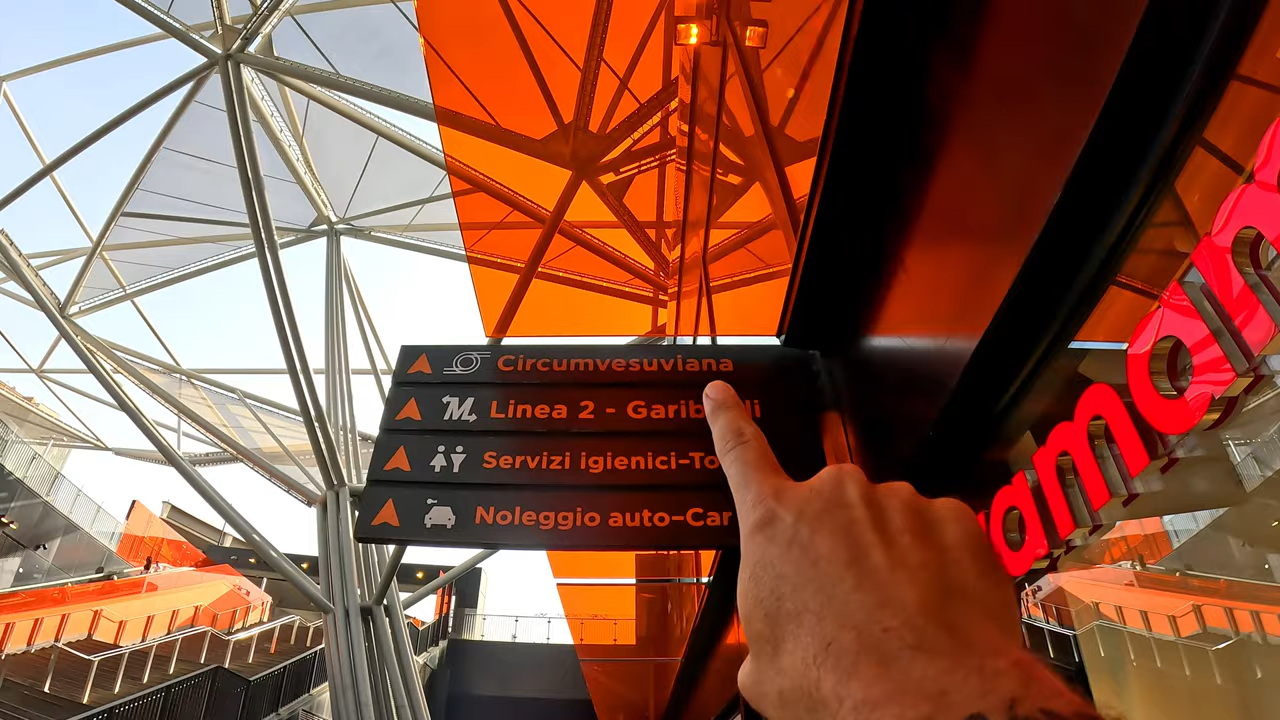 Circumvesuviana
Linea 2 - Garib
Servizi igienici-To
Noleggio auto-Car